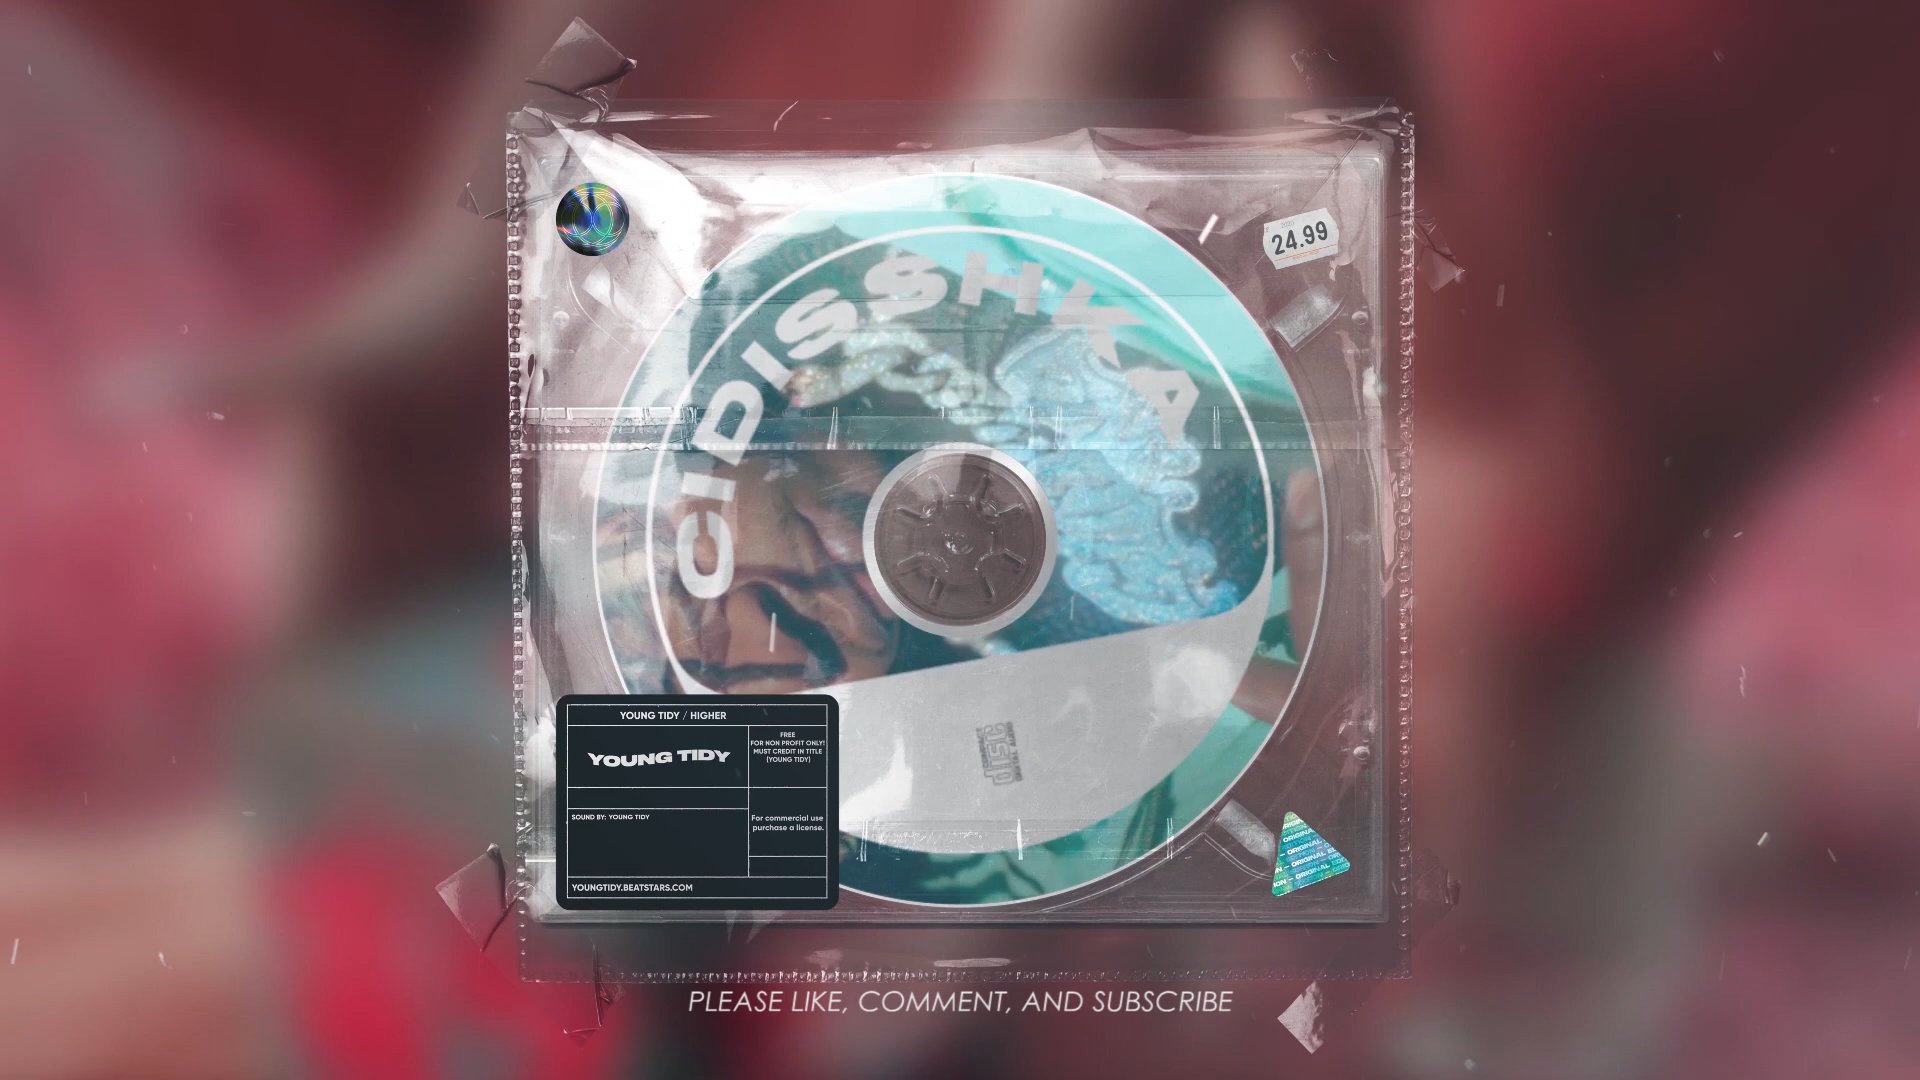 24.99
CIDISSHKA
YOUNG TIDY / HIGHER
YOUNG TIDY
FREE
FOR NON PROFIT ONLY!
MUST CREDIT IN TITLE
(YOUNG TIDY)
SOUND BY: YOUNG TIDY
For commercial use
purchase a license.
YOUNGTIDY.BEATSTARS.COM
disc
ORIGINAL
PLEASE LIKE, COMMENT, AND SUBSCRIBE